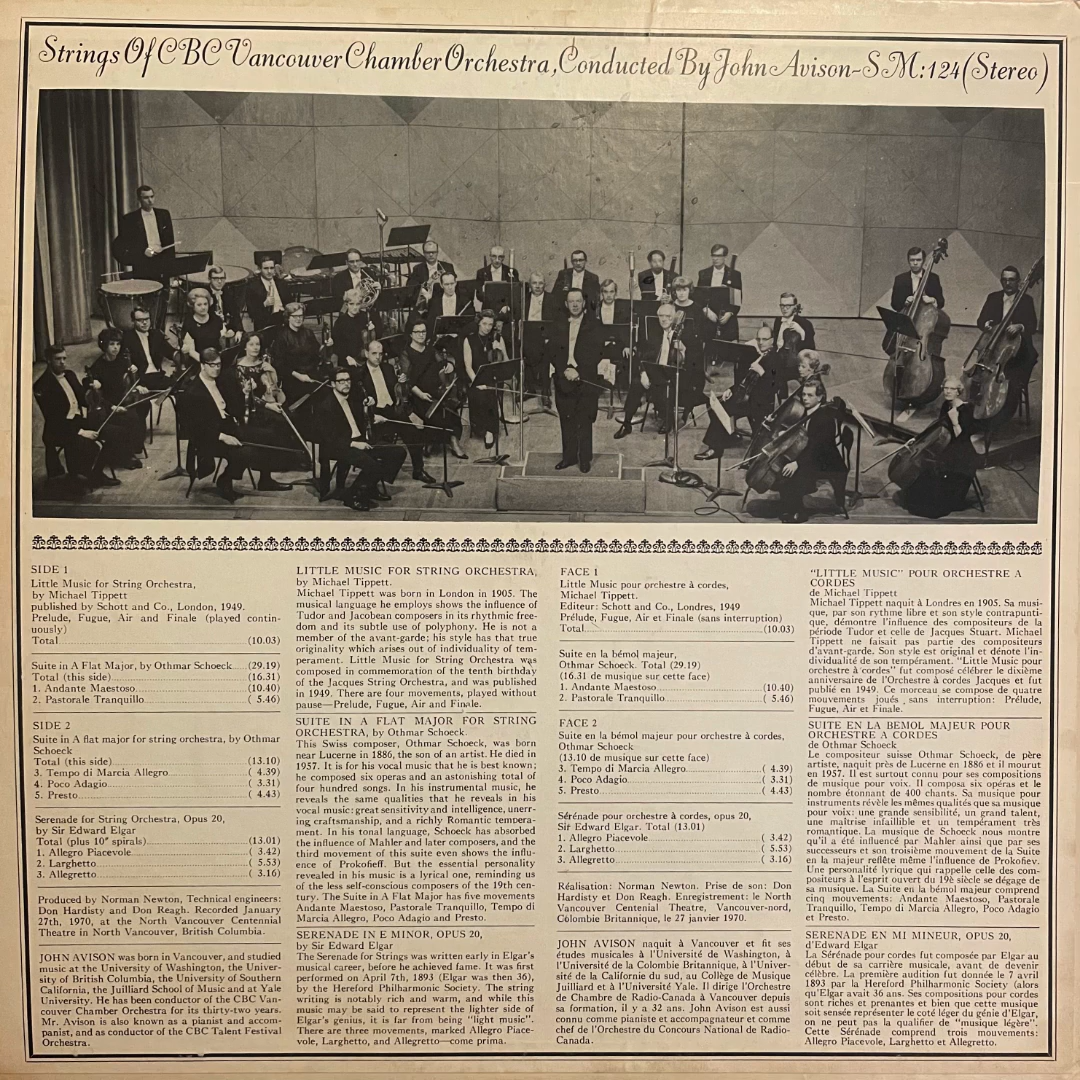 Strings Of CBC Vancouver Chamber Orchestra, Conducted By John Avison-SM:124 (Stereo)
SIDE 1
Little Music for String Orchestra,
by Michael Tippett
published by Schott and Co., London, 1949.
Prelude, Fugue, Air and Finale (played contin-
uously)
Total (10.03)
Suite in A Flat Major, by Othmar Schoeck (29.19)
Total (this side) (16.31)
1. Andante Maestoso (10.40)
2. Pastorale Tranquillo ( 5.46)
SIDE 2
Suite in A flat major for string orchestra, by Othmar
Schoeck
Total (this side) (13.10)
3. Tempo di Marcia Allegro ( 4.39)
4. Poco Adagio ( 3.31)
5. Presto ( 4.43)
Serenade for String Orchestra, Opus 20,
by Sir Edward Elgar
Total (plus 10" spirals) (13.01)
1. Allegro Piacevole ( 3.42)
2. Larghetto ( 5.53)
3. Allegretto ( 3.16)
Produced by Norman Newton, Technical engineers:
Don Hardisty and Don Reagh. Recorded January
27th, 1970, at the North Vancouver Centennial
Theatre in North Vancouver, British Columbia.
JOHN AVISON was born in Vancouver, and studied
music at the University of Washington, the Univer-
sity of British Columbia, the University of Southern
California, the Juilliard School of Music and at Yale
University. He has been conductor of the CBC Van-
couver Chamber Orchestra for its thirty-two years.
Mr. Avison is also known as a pianist and accom-
panist, and as conductor of the CBC Talent Festival
Orchestra.
LITTLE MUSIC FOR STRING ORCHESTRA,
by Michael Tippett.
Michael Tippett was born in London in 1905. The
musical language he employs shows the influence of
Tudor and Jacobean composers in its rhythmic free-
dom and its subtle use of polyphony. He is not a
member of the avant-garde; his style has that true
originality which arises out of individuality of tem-
perament. Little Music for String Orchestra was
composed in commemoration of the tenth birthday
of the Jacques String Orchestra, and was published
in 1949. There are four movements, played without
pause—Prelude, Fugue, Air and Finale.
SUITE IN A FLAT MAJOR FOR STRING
ORCHESTRA, by Othmar Schoeck.
This Swiss composer, Othmar Schoeck, was born
near Lucerne in 1886, the son of an artist. He died in
1957. It is for his vocal music that he is best known;
he composed six operas and an astonishing total of
four hundred songs. In his instrumental music, he
reveals the same qualities that he reveals in his
vocal music: great sensitivity and intelligence, unerr-
ing craftsmanship, and a richly Romantic tempera-
ment. In his tonal language, Schoeck has absorbed
the influence of Mahler and later composers, and the
third movement of this suite even shows the influ-
ence of Prokofieff. But the essential personality
revealed in his music is a lyrical one, reminding us
of the less self-conscious composers of the 19th cen-
tury. The Suite in A Flat Major has five movements
Andante Maestoso, Pastorale Tranquillo, Tempo di
Marcia Allegro, Poco Adagio and Presto.
SERENADE IN E MINOR, OPUS 20,
by Sir Edward Elgar
The Serenade for Strings was written early in Elgar's
musical career, before he achieved fame. It was first
performed on April 7th, 1893 (Elgar was then 36),
by the Hereford Philharmonic Society. The string
writing is notably rich and warm, and while this
music may be said to represent the lighter side of
Elgar's genius, it is far from being "light music".
There are three movements, marked Allegro Piace-
vole, Larghetto, and Allegretto—come prima.
FACE 1
Little Music pour orchestre à cordes,
Michael Tippett.
Editeur: Schott and Co., Londres, 1949
Prélude, Fugue, Air et Finale (sans interruption)
Total (10.03)
Suite en la bémol majeur,
Othmar Schoeck. Total (29.19)
(16.31 de musique sur cette face)
1. Andante Maestoso (10.40)
2. Pastorale Tranquillo ( 5.46)
FACE 2
Suite en la bémol majeur pour orchestre à cordes,
Othmar Schoeck
(13.10 de musique sur cette face)
3. Tempo di Marcia Allegro ( 4.39)
4. Poco Adagio ( 3.31)
5. Presto ( 4.43)
Sérénade pour orchestre à cordes, opus 20,
Sir Edward Elgar. Total (13.01)
1. Allegro Piacevole ( 3.42)
2. Larghetto ( 5.53)
3. Allegretto ( 3.16)
Réalisation: Norman Newton. Prise de son: Don
Hardisty et Don Reagh. Enregistrement: le North
Vancouver Centenial Theatre, Vancouver-nord,
Colombie Britannique, le 27 janvier 1970.
JOHN AVISON naquit à Vancouver et fit ses
études musicales à l'Université de Washington, à
l'Université de la Colombie Britannique, à l'Univer-
sité de la Californie du sud, au Collège de Musique
Juilliard et à l'Université Yale. Il dirige l'Orchestre
de Chambre de Radio-Canada à Vancouver depuis
sa formation, il y a 32 ans. John Avison est aussi
connu comme pianiste et accompagnateur et comme
chef de l'Orchestre du Concours National de Radio-
Canada.
"LITTLE MUSIC" POUR ORCHESTRE A
CORDES
de Michael Tippett
Michael Tippett naquit à Londres en 1905. Sa musi-
que, par son rythme libre et son style contrapunti-
que, démontre l'influence des compositeurs de la
période Tudor et celle de Jacques Stuart. Michael
Tippett ne faisait pas partie des compositeurs
d'avant-garde. Son style est original et dénote l'in-
dividualité de son tempérament. "Little Music pour
orchestre à cordes" fut composé célébrer le dixième
anniversaire de l'Orchestre à cordes Jacques et fut
publié en 1949. Ce morceau se compose de quatre
mouvements joués sans interruption: Prélude,
Fugue, Air et Finale.
SUITE EN LA BEMOL MAJEUR POUR
ORCHESTRE A CORDES
de Othmar Schoeck
Le compositeur suisse Othmar Schoeck, de père
artiste, naquit près de Lucerne en 1886 et il mourut
en 1957. Il est surtout connu pour ses compositions
de musique pour voix. Il composa six opéras et le
nombre étonnant de 400 chants. Sa musique pour
instruments révèle les mêmes qualités que sa musique
pour voix: une grande sensibilité, un grand talent,
une maîtrise infaillible et un tempérament très
romantique. La musique de Schoeck nous montre
qu'il a été influencé par Mahler ainsi que par ses
successeurs et son troisième mouvement de la Suite
en la majeur reflète même l'influence de Prokofiev.
Une personalité lyrique qui rappelle celle des com-
positeurs à l'esprit ouvert du 19è siècle se dégage de
sa musique. La Suite en la bémol majeur comprend
cinq mouvements: Andante Maestoso, Pastorale
Tranquillo, Tempo di Marcia Allegro, Poco Adagio
et Presto.
SERENADE EN MI MINEUR, OPUS 20,
d'Edward Elgar
La Sérénade pour cordes fut composée par Elgar au
début de sa carrière musicale, avant de devenir
célèbre. La première audition fut donnée le 7 avril
1893 par la Hereford Philharmonic Society (alors
qu'Elgar avait 36 ans. Ses compositions pour cordes
sont riches et prenantes et bien que cette musique
soit sensée représenter le coté léger du génie d'Elgar,
on ne peut pas la qualifier de "musique légère".
Cette Sérénade comprend trois mouvements:
Allegro Piacevole, Larghetto et Allegretto.